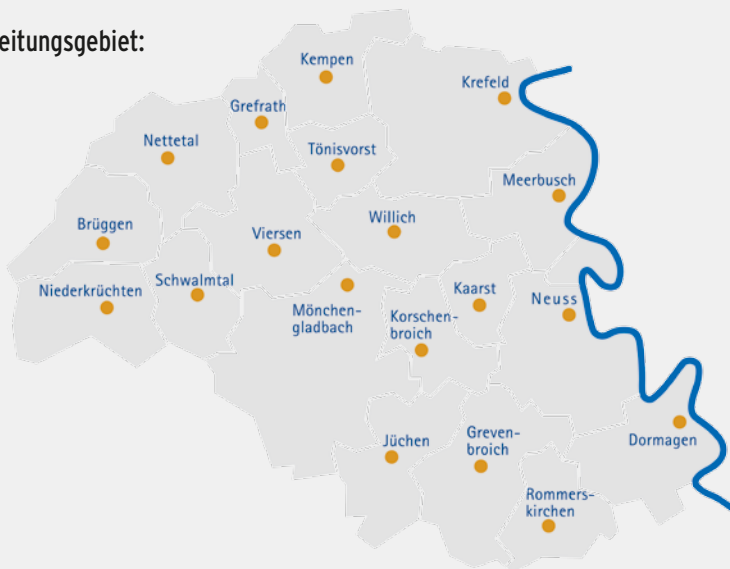 eitungsgebiet:
Kempen
Krefeld
Grefrath
Nettetal
Tönisvorst
Meerbusch
Brüggen
Viersen
Willich
Niederkrüchten
Schwalmtal
Mönchen-
gladbach
Korschen-
broich
Kaarst
Neuss
Jüchen
Greven-
broich
Dormagen
Rommers-
kirchen